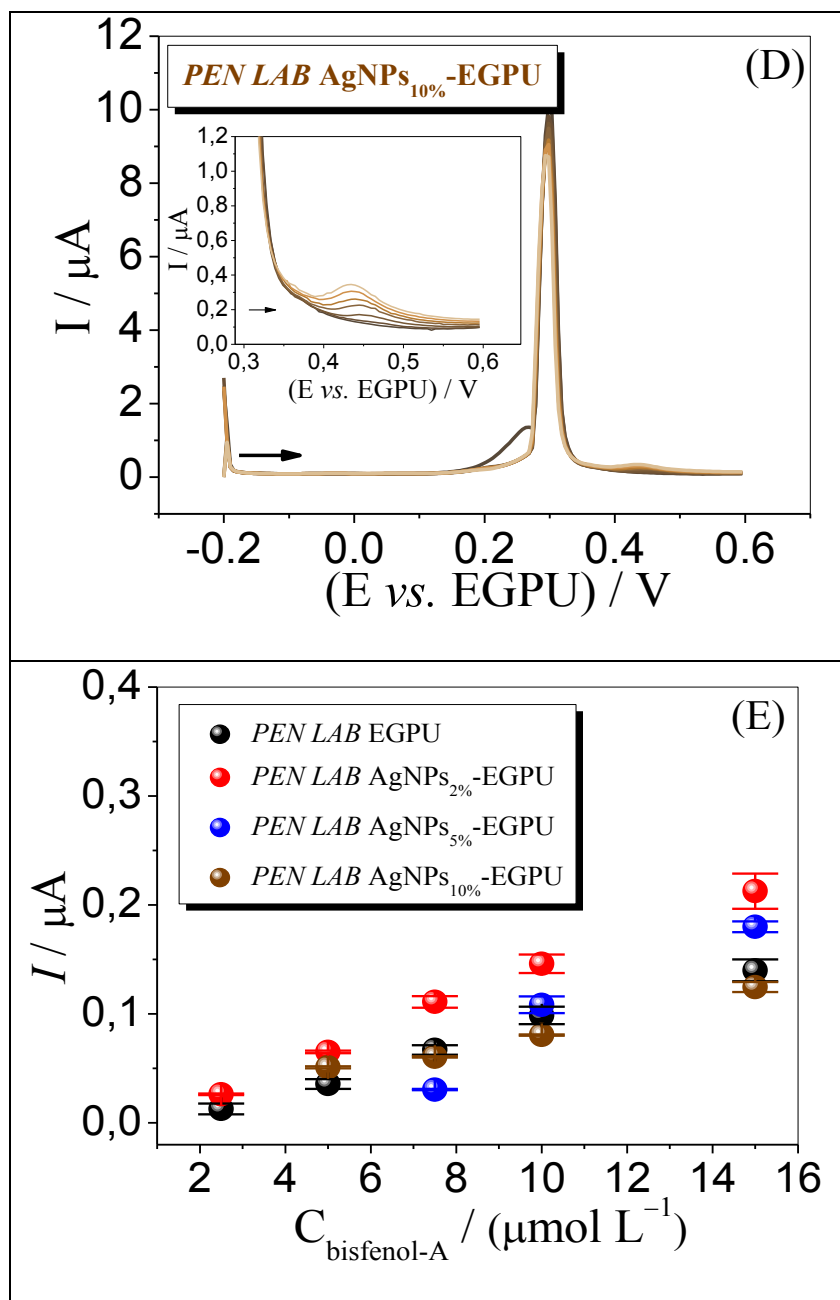 (D)
PEN LAB AgNPs10%-EGPU
12
10
8
6
4
2
0
I / μA
1,2
1,0
0,8
0,6
0,4
0,2
0,0
I / μA
0,3 0,4 0,5 0,6
(E vs. EGPU) / V
-0.2 0.0 0.2 0.4 0.6
(E vs. EGPU) / V
(E)
PEN LAB EGPU
PEN LAB AgNPs2%-EGPU
PEN LAB AgNPs5%-EGPU
PEN LAB AgNPs10%-EGPU
0,4
0,3
0,2
0,1
0,0
I / μA
2 4 6 8 10 12 14 16
Cbisfenol-A / (μmol L−1)